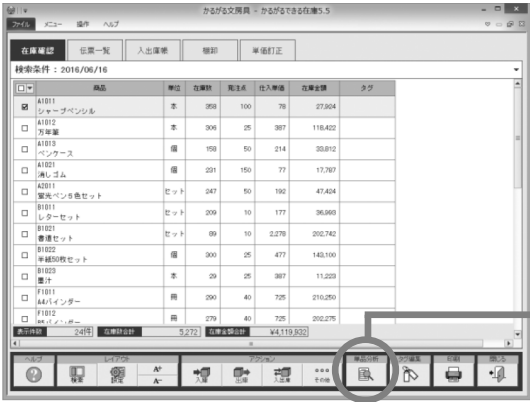 かるがる文房具 - かるがるできる在庫5.5
ファイル メニュー 操作 ヘルプ
在庫確認 伝票一覧 入出庫帳 棚卸 単価訂正
検索条件：2016/06/16
商品 単位 在庫数 発注点 仕入単価 在庫金額 タグ
A1011
シャープペンシル 本 358 100 78 27,924
A1012
万年筆 本 306 25 387 118,422
A1013
ペンケース 個 158 50 214 33,812
A1021
消しゴム 個 231 150 77 17,787
A2011
蛍光ペン5色セット セット 247 50 192 47,424
B1011
レターセット セット 209 10 177 36,993
B1021
書道セット セット 89 10 2,278 202,742
B1022
半紙50枚セット 個 300 25 477 143,100
B1023
墨汁 本 29 25 387 11,223
F1011
A4バインダー 冊 290 40 725 210,250
F1012
B5バインダー 冊 279 40 725 202,275
表示件数 24件 在庫数合計 5,272 在庫金額合計 ¥4,119,932
ヘルプ レイアウト アクション 単品分析 タグ編集 印刷 閉じる
検索 設定 A+ A- 入庫 出庫 入出庫 その他